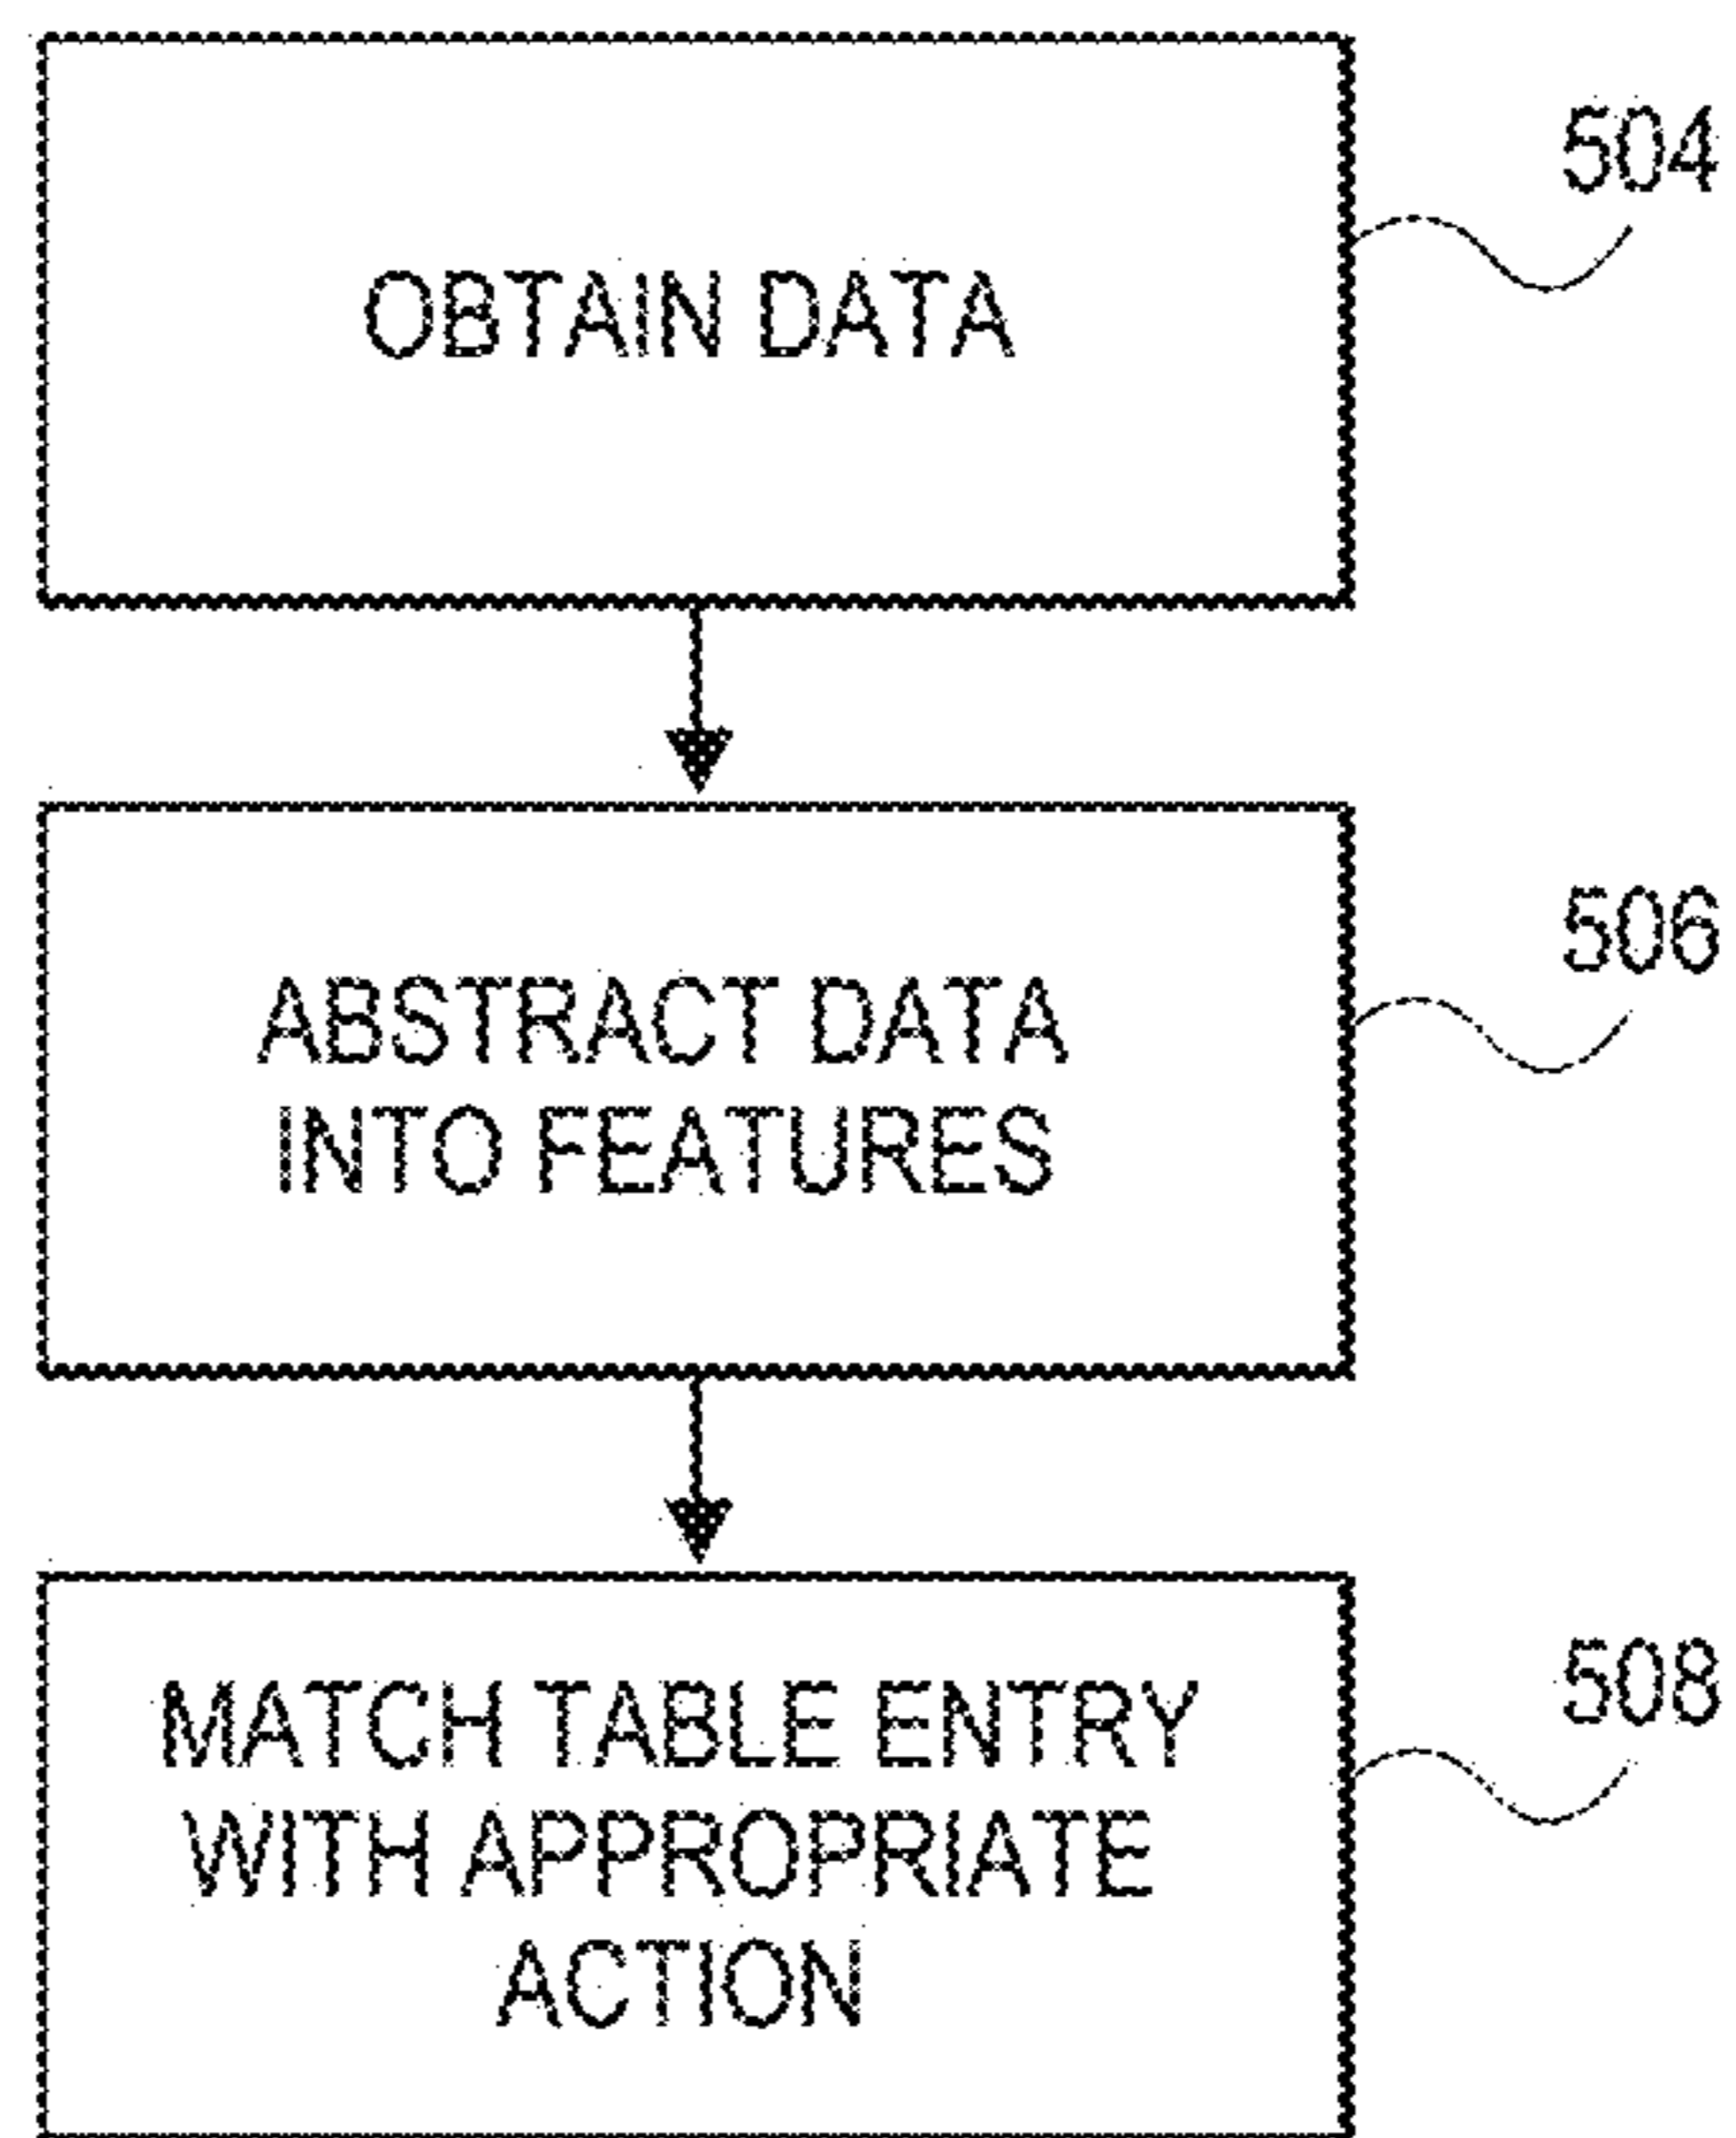 504
OBTAIN DATA
506
ABSTRACT DATA
INTO FEATURES
508
MATCH TABLE ENTRY
WITH APPROPRIATE
ACTION